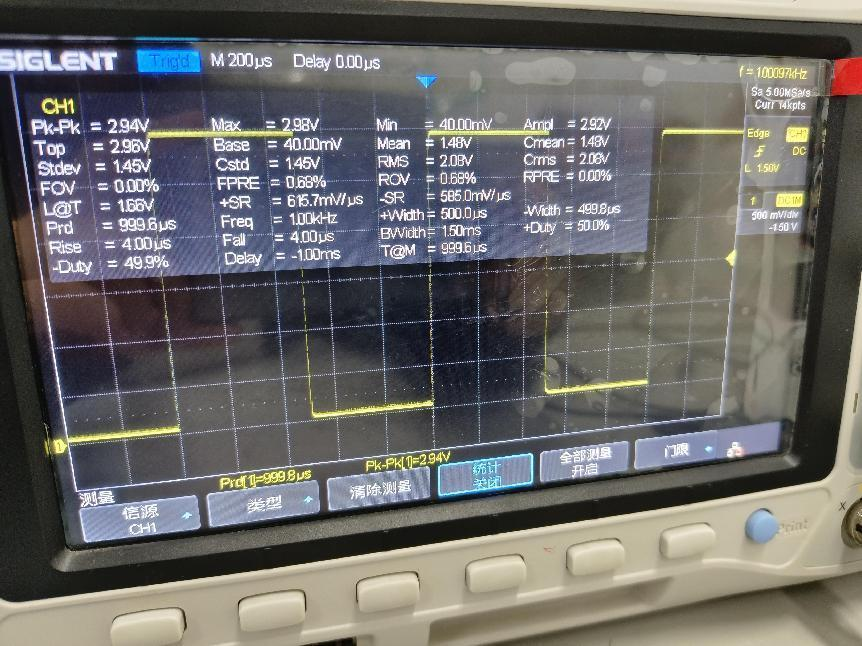 SIGLENT Trig'd M 200μs Delay 0.00μs
f = 1.00097kHz
Sa 5.00MSa/s
Curr 14kpts
CH1
Pk-Pk = 2.94V Max = 2.98V Min = 40.00mV Ampl = 2.92V
Top = 2.96V Base = 40.00mV Mean = 1.48V Cmean = 1.48V
Stdev = 1.45V Cstd = 1.45V RMS = 2.08V Crms = 2.08V
FOV = 0.00% FPRE = 0.68% ROV = 0.68% RPRE = 0.00%
L@T = 1.66V +SR = 615.7mV/μs -SR = 585.0mV/μs
Prd = 999.6μs Freq = 1.00kHz +Width = 500.0μs -Width = 499.8μs
Rise = 4.00μs Fall = 4.00μs BWidth = 1.50ms +Duty = 50.0%
-Duty = 49.9% Delay = -1.00ms T@M = 999.6μs
Edge CH1
DC
L 1.50V
1 DC1M
500 mV/div
-1.50 V
1
Prd[1]=999.8μs Pk-Pk[1]=2.94V
测量
信源
CH1
类型
清除测量
统计
关闭
全部测量
开启
门限
Print
X